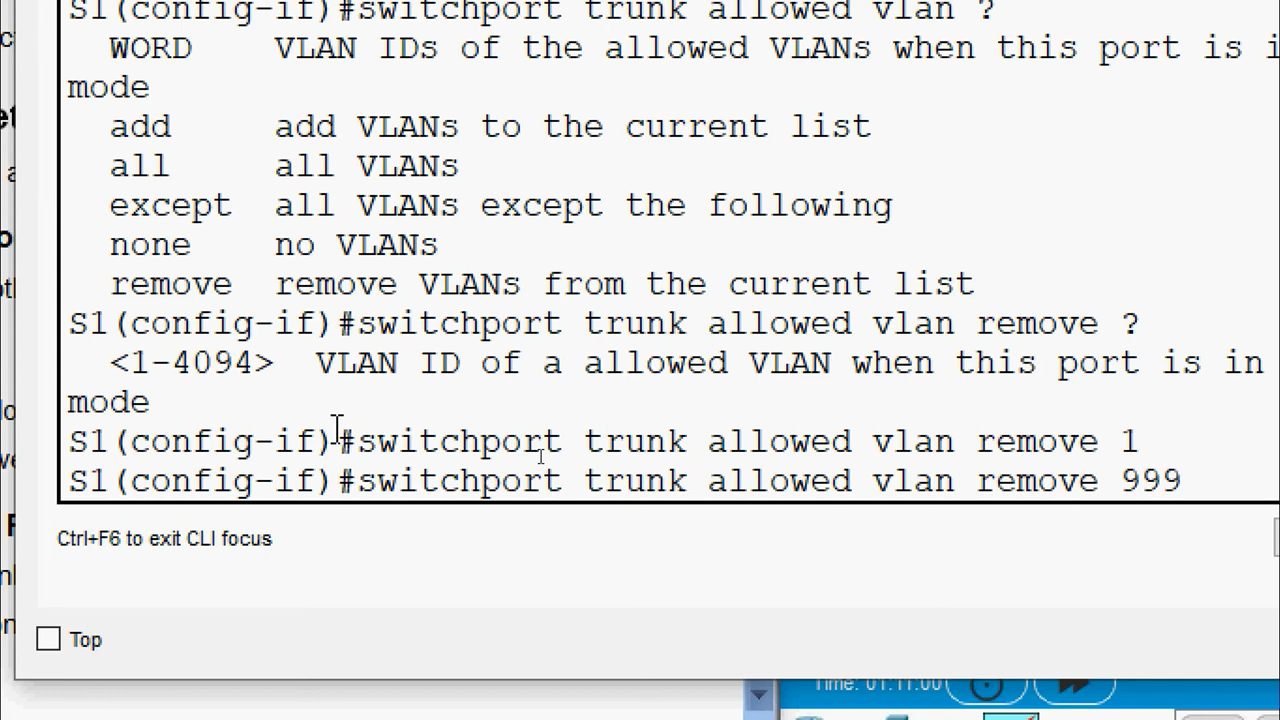 S1(config-if)#switchport trunk allowed vlan ?
WORD VLAN IDs of the allowed VLANs when this port is
mode
add add VLANs to the current list
all all VLANs
except all VLANs except the following
none no VLANs
remove remove VLANs from the current list
S1(config-if)#switchport trunk allowed vlan remove ?
<1-4094> VLAN ID of a allowed VLAN when this port is in
mode
S1(config-if)#switchport trunk allowed vlan remove 1
S1(config-if)#switchport trunk allowed vlan remove 999
Ctrl+F6 to exit CLI focus
Top
Time: 01:11:00